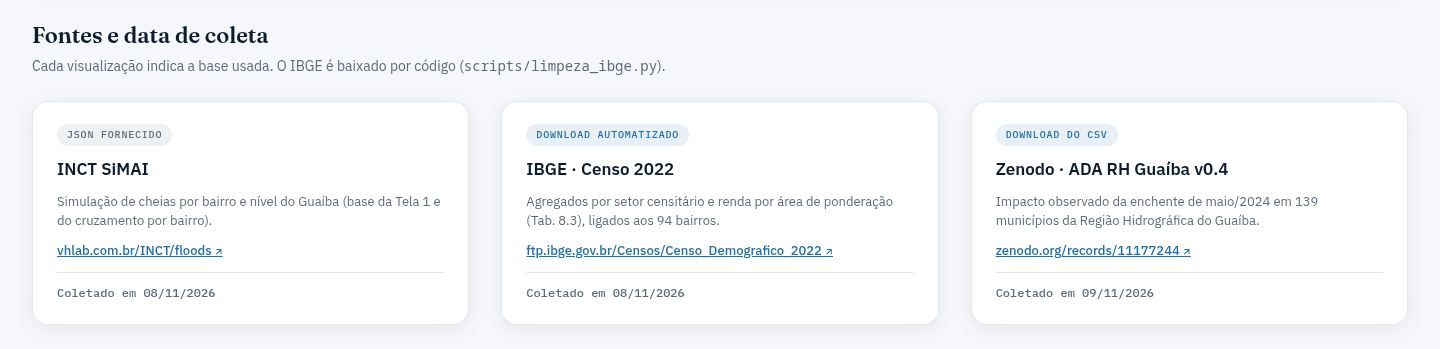 Fontes e data de coleta
Cada visualização indica a base usada. O IBGE é baixado por código (scripts/limpeza_ibge.py).
JSON FORNECIDO
INCT SiMAI
Simulação de cheias por bairro e nível do Guaíba (base da Tela 1 e
do cruzamento por bairro).
vhlab.com.br/INCT/floods ↗
Coletado em 08/11/2026
DOWNLOAD AUTOMATIZADO
IBGE · Censo 2022
Agregados por setor censitário e renda por área de ponderação
(Tab. 8.3), ligados aos 94 bairros.
ftp.ibge.gov.br/Censos/Censo_Demografico_2022 ↗
Coletado em 08/11/2026
DOWNLOAD DO CSV
Zenodo · ADA RH Guaíba v0.4
Impacto observado da enchente de maio/2024 em 139
municípios da Região Hidrográfica do Guaíba.
zenodo.org/records/11177244 ↗
Coletado em 09/11/2026